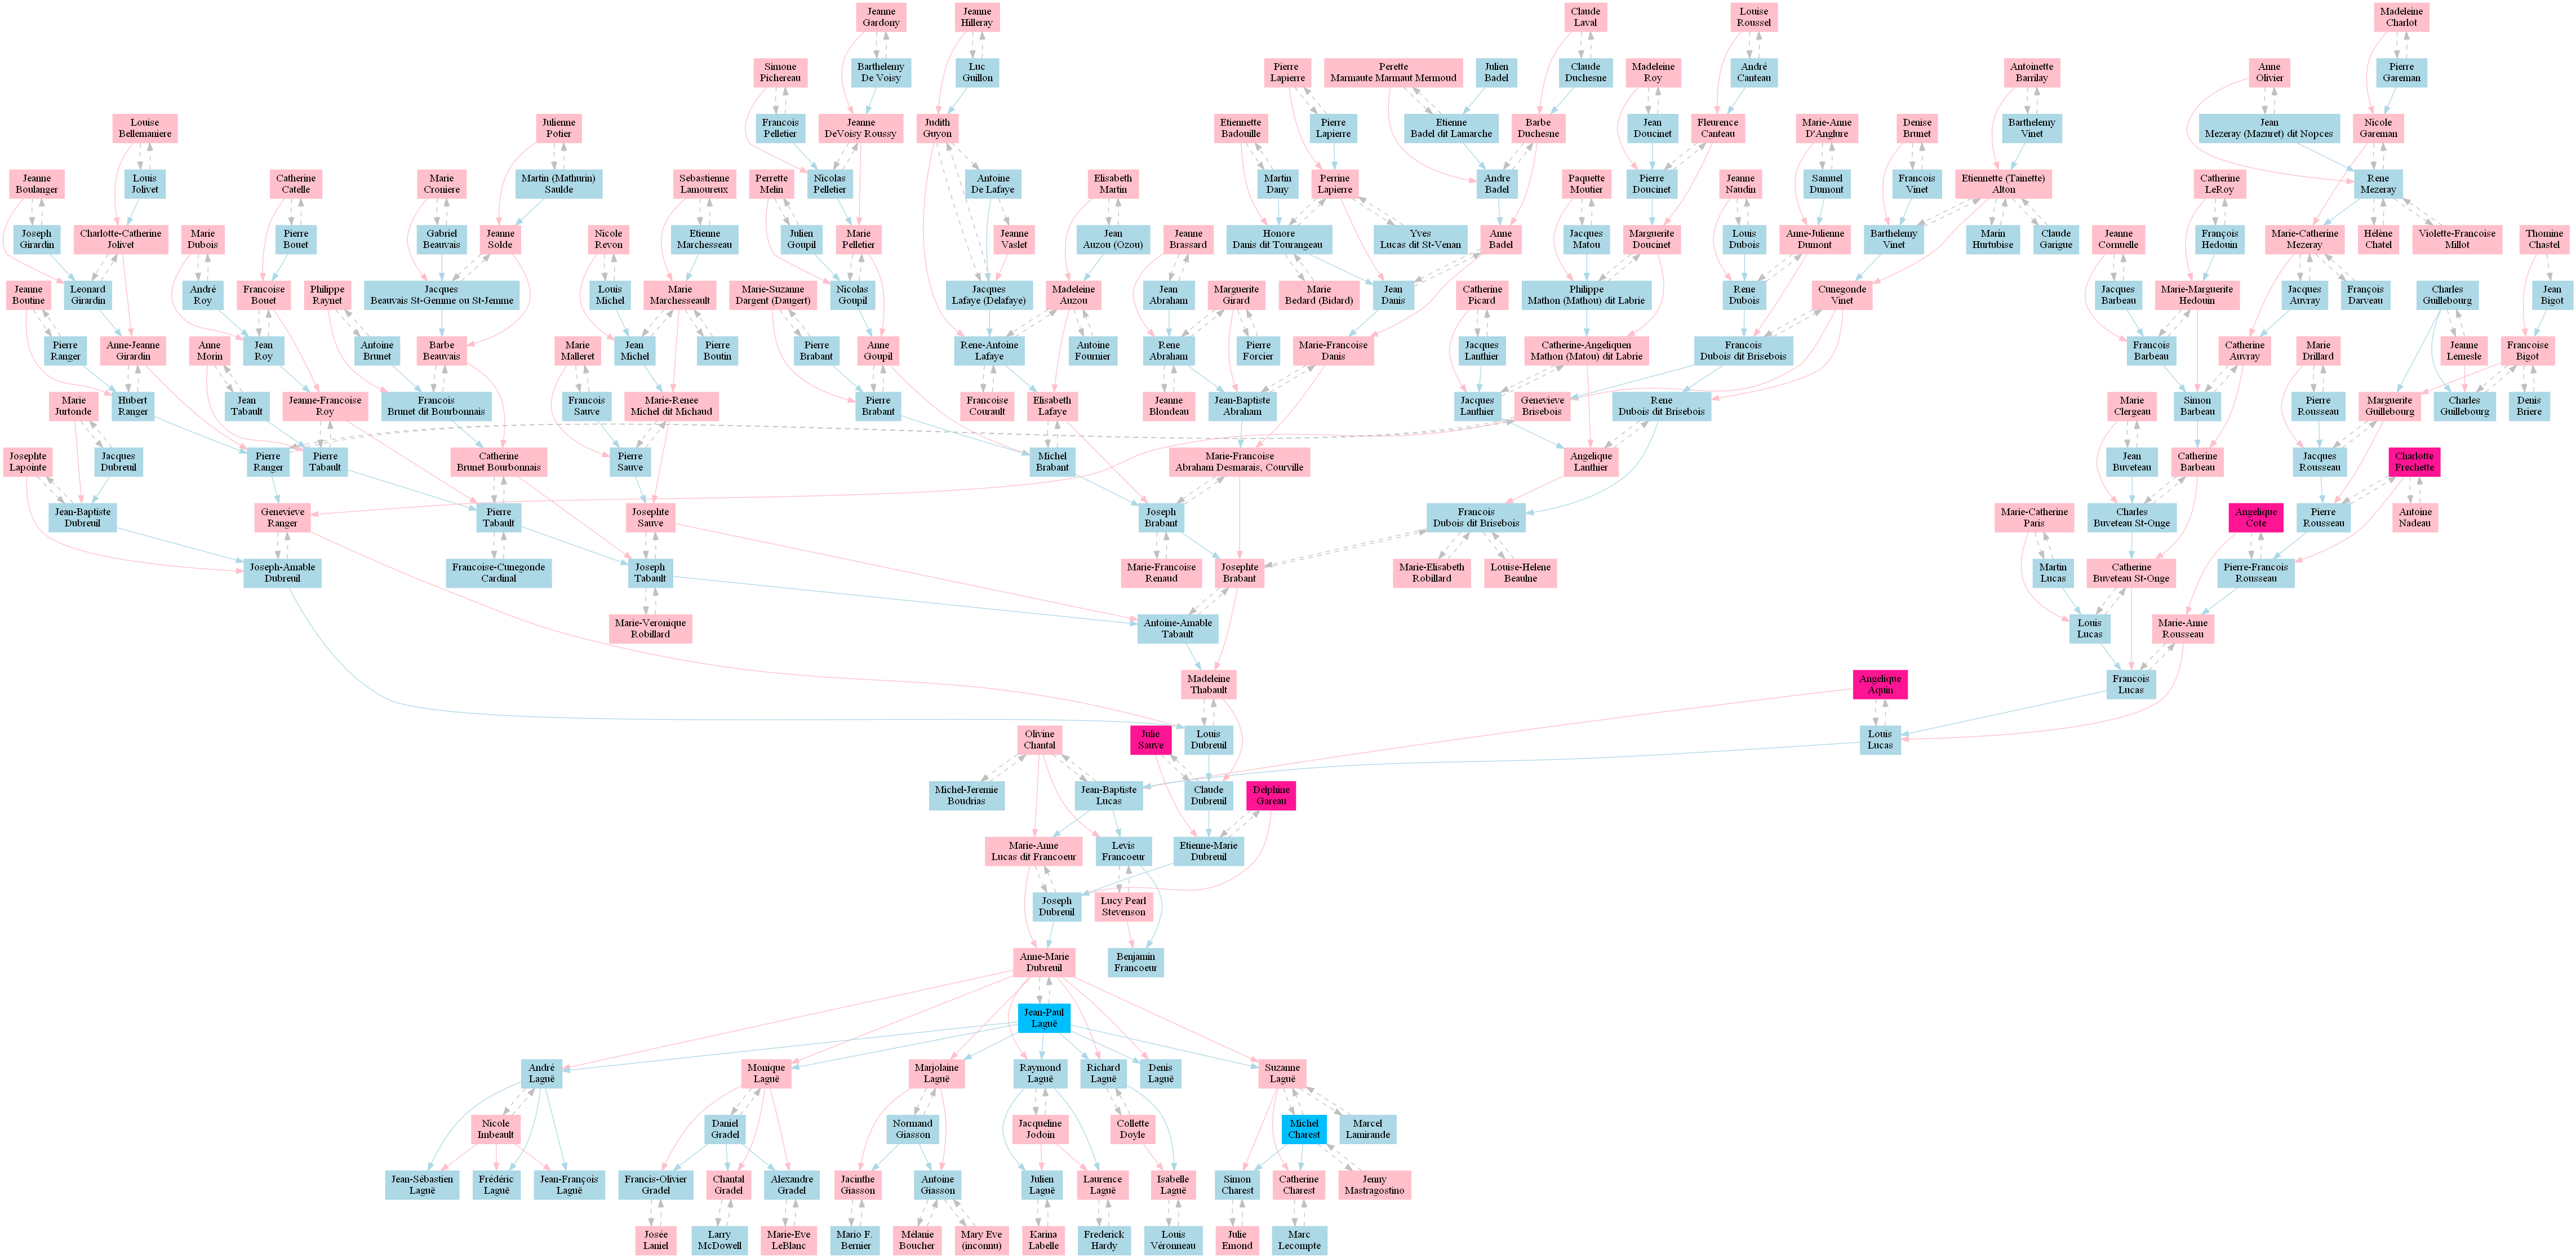 Jeanne
Gardony
Jeanne
Hilleray
Claude
Laval
Louise
Roussel
Madeleine
Charlot
Simone
Pichereau
Barthelemy
De Voisy
Luc
Guillon
Pierre
Lapierre
Perette
Marmaute Marmaut Mermoud
Julien
Badel
Claude
Duchesne
Madeleine
Roy
André
Canteau
Antoinette
Barrilay
Anne
Olivier
Pierre
Gareman
Louise
Bellemaniere
Julienne
Potier
Francois
Pelletier
Jeanne
DeVoisy Roussy
Judith
Guyon
Etiennette
Badouille
Pierre
Lapierre
Etienne
Badel dit Lamarche
Barbe
Duchesne
Jean
Doucinet
Fleurence
Canteau
Marie-Anne
D'Anglure
Denise
Brunet
Barthelemy
Vinet
Jean
Mezeray (Mazuret) dit Nopces
Nicole
Gareman
Jeanne
Boulanger
Louis
Jolivet
Catherine
Catelle
Marie
Croniere
Martin (Mathurin)
Saulde
Sebastienne
Lamoureux
Perrette
Melin
Nicolas
Pelletier
Antoine
De Lafaye
Elisabeth
Martin
Martin
Dany
Perrine
Lapierre
Andre
Badel
Paquette
Moutier
Pierre
Doucinet
Jeanne
Naudin
Samuel
Dumont
Francois
Vinet
Etiennette (Tainette)
Alton
Catherine
LeRoy
Rene
Mezeray
Joseph
Girardin
Charlotte-Catherine
Jolivet
Marie
Dubois
Pierre
Bouet
Gabriel
Beauvais
Jeanne
Solde
Nicole
Revon
Etienne
Marchesseau
Julien
Goupil
Marie
Pelletier
Jeanne
Vaslet
Jean
Auzou (Ozou)
Jeanne
Brassard
Honore
Danis dit Tourangeau
Yves
Lucas dit St-Venan
Anne
Badel
Jacques
Matou
Marguerite
Doucinet
Louis
Dubois
Anne-Julienne
Dumont
Barthelemy
Vinet
Marin
Hurtubise
Claude
Garigue
Jeanne
Cornuelle
François
Hedouin
Marie-Catherine
Mezeray
Hélène
Chatel
Violette-Francoise
Millot
Thomine
Chastel
Jeanne
Boutine
Leonard
Girardin
André
Roy
Francoise
Bouet
Philippe
Raynet
Jacques
Beauvais St-Gemme ou St-Jemme
Louis
Michel
Marie
Marchesseault
Marie-Suzanne
Dargent (Daugert)
Nicolas
Goupil
Jacques
Lafaye (Delafaye)
Madeleine
Auzou
Jean
Abraham
Marguerite
Girard
Marie
Bedard (Bidard)
Jean
Danis
Catherine
Picard
Philippe
Mathon (Mathou) dit Labrie
Rene
Dubois
Cunegonde
Vinet
Jacques
Barbeau
Marie-Marguerite
Hedouin
Jacques
Auvray
François
Darveau
Charles
Guillebourg
Jean
Bigot
Pierre
Ranger
Anne-Jeanne
Girardin
Anne
Morin
Jean
Roy
Antoine
Brunet
Barbe
Beauvais
Marie
Malleret
Jean
Michel
Pierre
Boutin
Pierre
Brabant
Anne
Goupil
Rene-Antoine
Lafaye
Antoine
Fournier
Rene
Abraham
Pierre
Forcier
Marie-Francoise
Danis
Jacques
Lanthier
Catherine-Angeliquen
Mathon (Matou) dit Labrie
Francois
Dubois dit Brisebois
Francois
Barbeau
Catherine
Auvray
Marie
Drillard
Jeanne
Lemesle
Francoise
Bigot
Marie
Jurtonde
Hubert
Ranger
Jean
Tabault
Jeanne-Francoise
Roy
Francois
Brunet dit Bourbonnais
Francois
Sauve
Marie-Renee
Michel dit Michaud
Pierre
Brabant
Francoise
Courault
Elisabeth
Lafaye
Jeanne
Blondeau
Jean-Baptiste
Abraham
Jacques
Lanthier
Genevieve
Brisebois
Rene
Dubois dit Brisebois
Marie
Clergeau
Simon
Barbeau
Pierre
Rousseau
Marguerite
Guillebourg
Charles
Guillebourg
Denis
Briere
Josephte
Lapointe
Jacques
Dubreuil
Pierre
Ranger
Pierre
Tabault
Catherine
Brunet Bourbonnais
Pierre
Sauve
Michel
Brabant
Marie-Francoise
Abraham Desmarais, Courville
Angelique
Lanthier
Jean
Buveteau
Catherine
Barbeau
Jacques
Rousseau
Charlotte
Frechette
Jean-Baptiste
Dubreuil
Genevieve
Ranger
Pierre
Tabault
Josephte
Sauve
Joseph
Brabant
Francois
Dubois dit Brisebois
Marie-Catherine
Paris
Charles
Buveteau St-Onge
Angelique
Cote
Pierre
Rousseau
Antoine
Nadeau
Joseph-Amable
Dubreuil
Francoise-Cunegonde
Cardinal
Joseph
Tabault
Marie-Francoise
Renaud
Josephte
Brabant
Marie-Elisabeth
Robillard
Louise-Helene
Beaulne
Martin
Lucas
Catherine
Buveteau St-Onge
Pierre-Francois
Rousseau
Marie-Veronique
Robillard
Antoine-Amable
Tabault
Louis
Lucas
Marie-Anne
Rousseau
Madeleine
Thabault
Angelique
Aquin
Francois
Lucas
Olivine
Chantal
Julie
Sauve
Louis
Dubreuil
Louis
Lucas
Michel-Jeremie
Boudrias
Jean-Baptiste
Lucas
Claude
Dubreuil
Delphine
Gareau
Marie-Anne
Lucas dit Francoeur
Levis
Francoeur
Etienne-Marie
Dubreuil
Joseph
Dubreuil
Lucy Pearl
Stevenson
Anne-Marie
Dubreuil
Benjamin
Francoeur
Jean-Paul
Laguë
André
Laguë
Monique
Laguë
Marjolaine
Laguë
Raymond
Laguë
Richard
Laguë
Denis
Laguë
Suzanne
Laguë
Nicole
Imbeault
Daniel
Gradel
Normand
Giasson
Jacqueline
Jodoin
Collette
Doyle
Michel
Charest
Marcel
Lamirande
Jean-Sébastien
Laguë
Frédéric
Laguë
Jean-François
Laguë
Francis-Olivier
Gradel
Chantal
Gradel
Alexandre
Gradel
Jacinthe
Giasson
Antoine
Giasson
Julien
Laguë
Laurence
Laguë
Isabelle
Laguë
Simon
Charest
Catherine
Charest
Jenny
Mastragostino
Josée
Laniel
Larry
McDowell
Marie-Eve
LeBlanc
Mario F.
Bernier
Mélanie
Boucher
Mary Eve
(inconnu)
Karina
Labelle
Frederick
Hardy
Louis
Véronneau
Julie
Emond
Marc
Lecompte